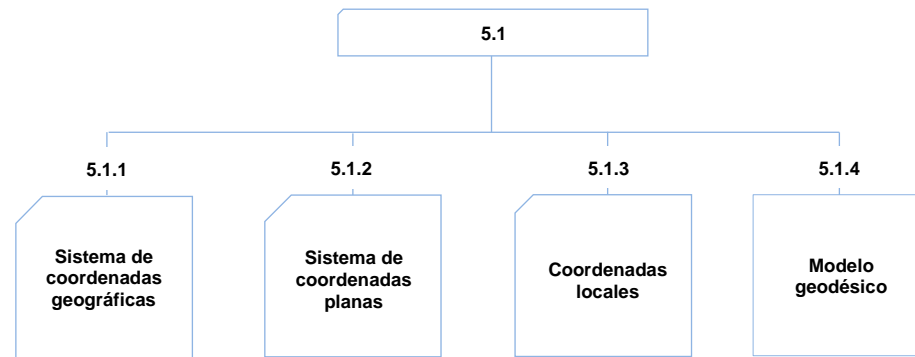 5.1
5.1.1
5.1.2
5.1.3
5.1.4
Sistema de
coordenadas
geográficas
Sistema de
coordenadas
planas
Coordenadas
locales
Modelo
geodésico